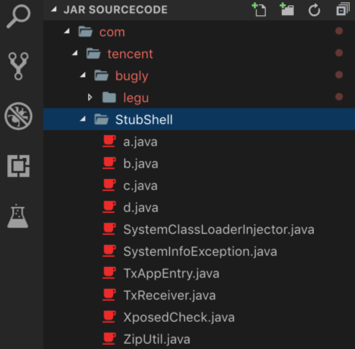 JAR SOURCECODE
com
tencent
bugly
legu
StubShell
a.java
b.java
c.java
d.java
SystemClassLoaderInjector.java
SystemInfoException.java
TxAppEntry.java
TxReceiver.java
XposedCheck.java
ZipUtil.java